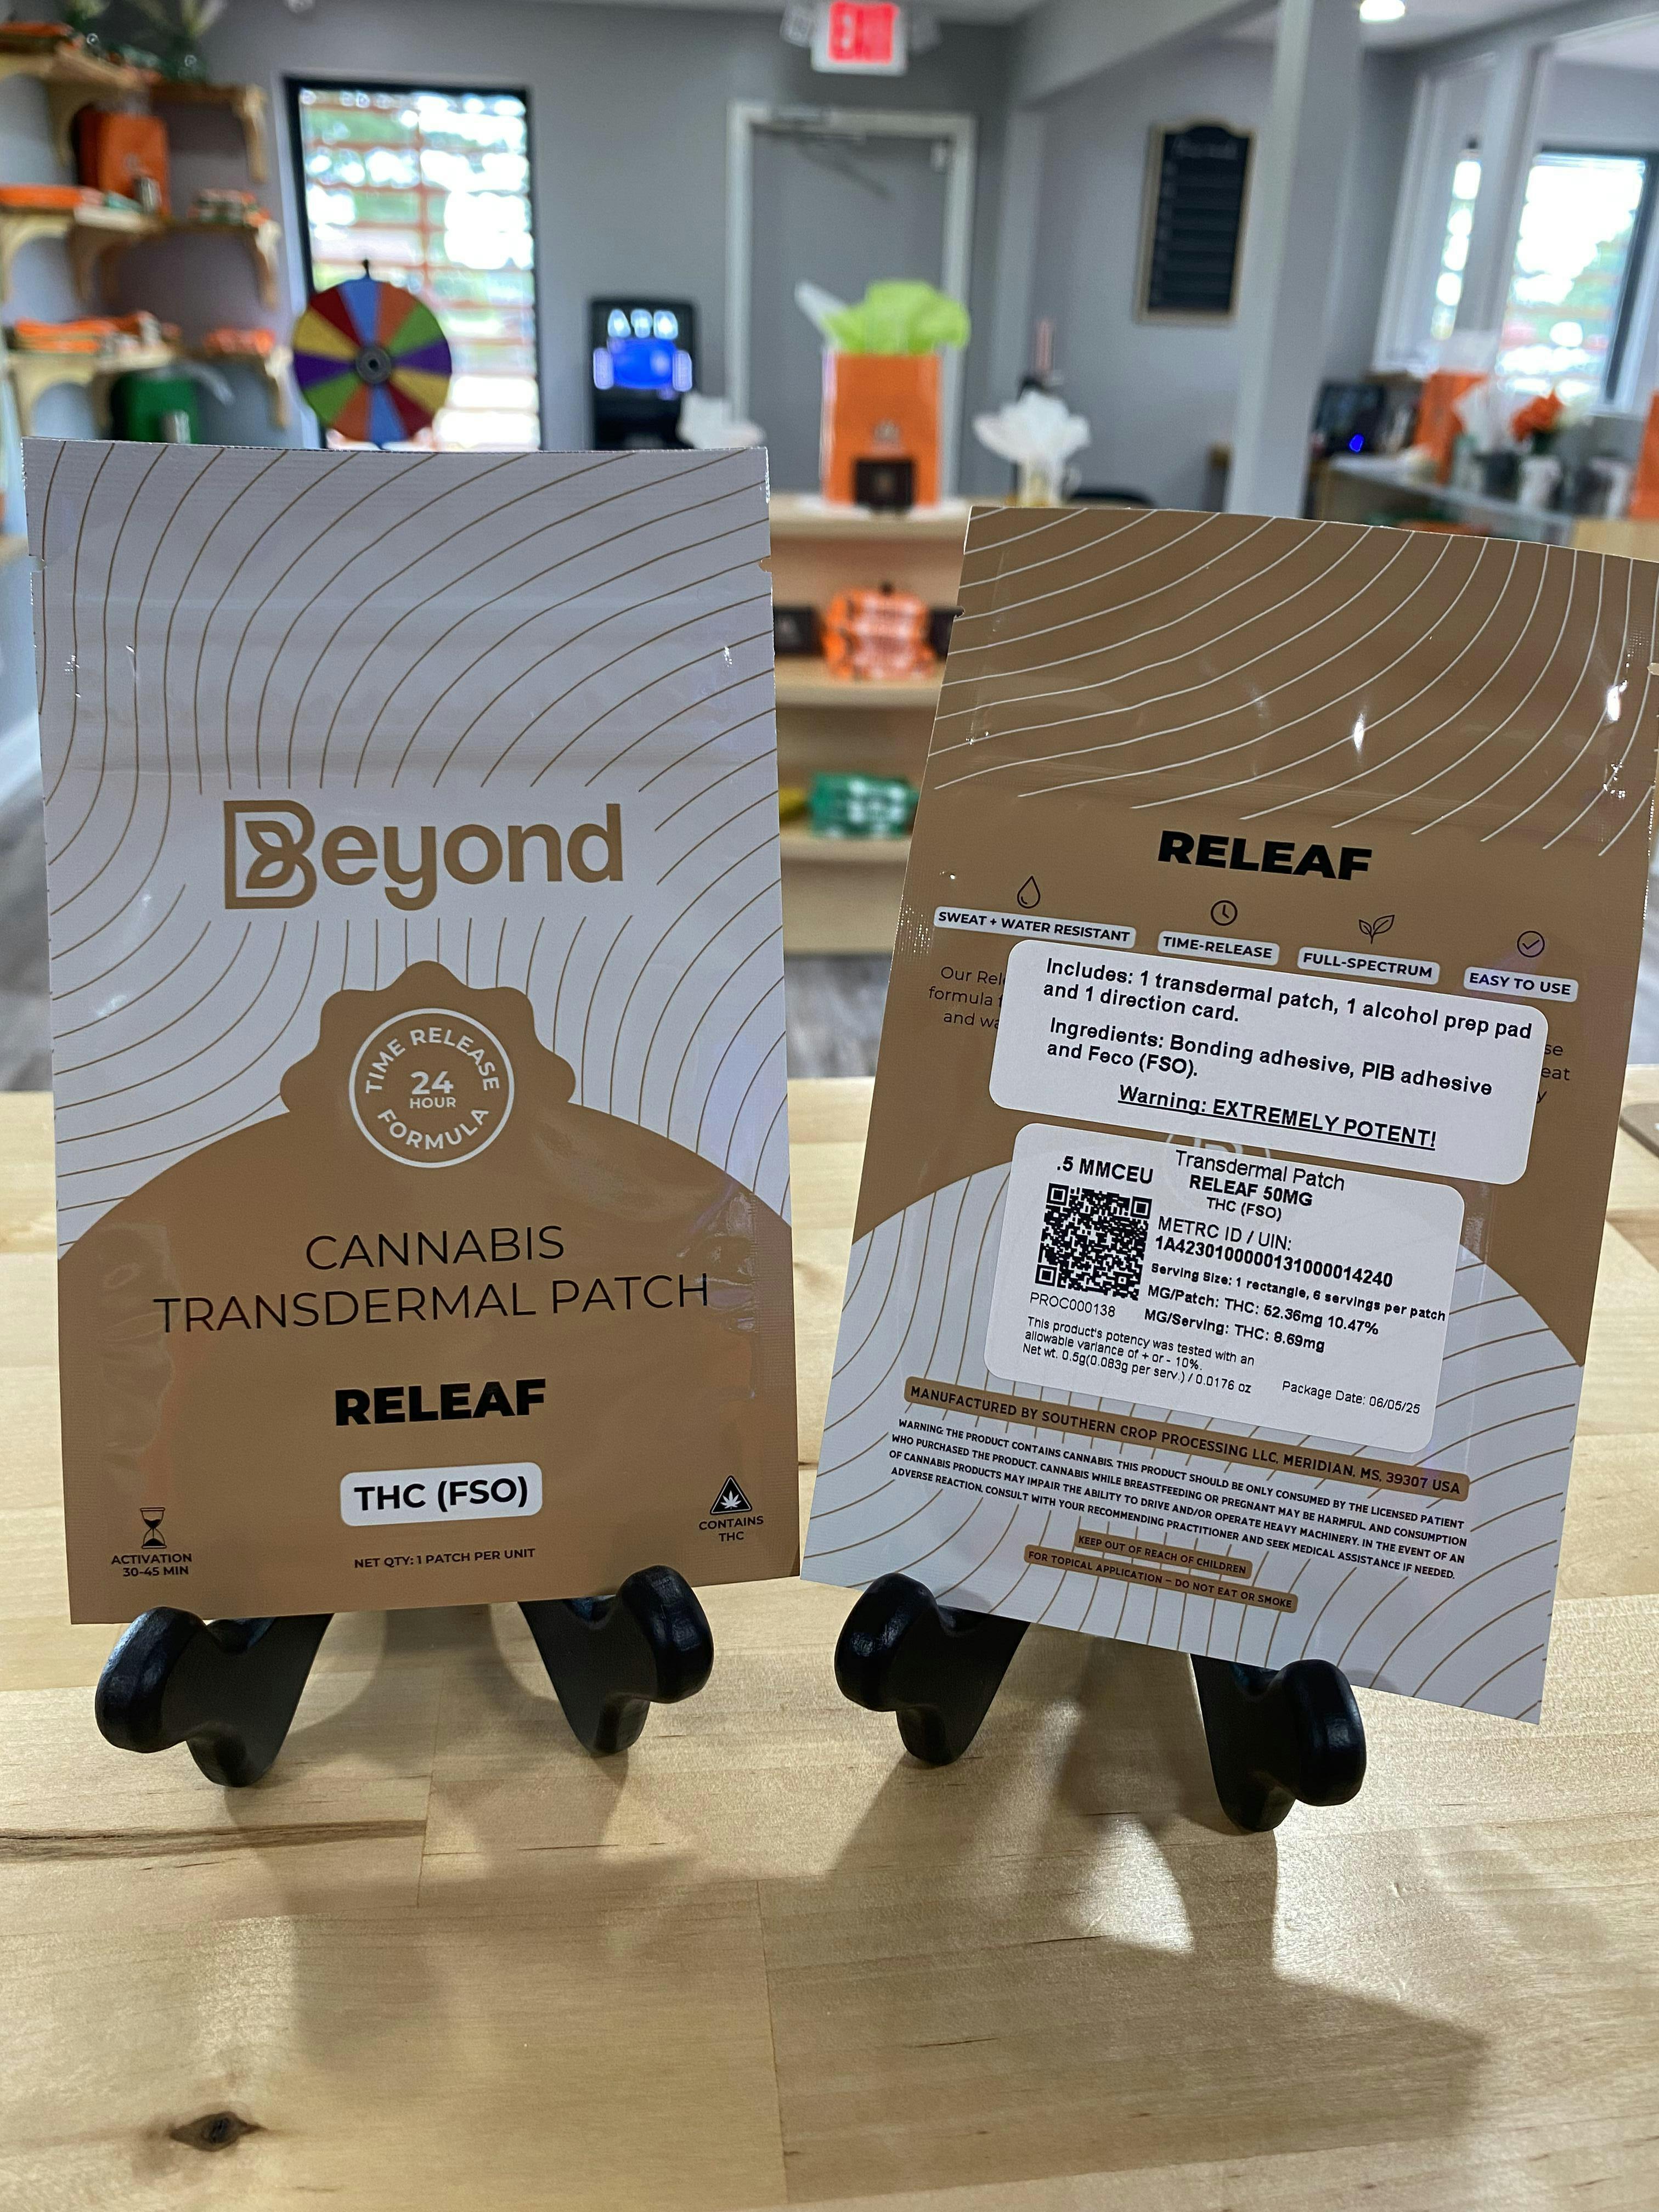 EXIT
Beyond
TIME RELEASE
24
HOUR
FORMULA
CANNABIS
TRANSDERMAL PATCH
RELEAF
THC (FSO)
ACTIVATION
30-45 MIN
NET QTY: 1 PATCH PER UNIT
CONTAINS
THC
RELEAF
SWEAT + WATER RESISTANT
TIME-RELEASE
FULL-SPECTRUM
EASY TO USE
Our
formula
and
Includes: 1 transdermal patch, 1 alcohol prep pad
and 1 direction card.
Ingredients: Bonding adhesive, PIB adhesive
and Feco (FSO).
Warning: EXTREMELY POTENT!
.5 MMCEU
Transdermal Patch
RELEAF 50MG
THC (FSO)
METRC ID / UIN:
1A4230100000131000014240
Serving Size: 1 rectangle, 6 servings per patch
MG/Patch: THC: 52.36mg 10.47%
MG/Serving: THC: 8.69mg
PROC000138
This product's potency was tested with an
allowable variance of + or - 10%.
Net wt. 0.5g(0.083g per serv.) / 0.0176 oz
Package Date: 06/05/25
MANUFACTURED BY SOUTHERN CROP PROCESSING LLC, MERIDIAN, MS, 39307 USA
WARNING: THE PRODUCT CONTAINS CANNABIS. THIS PRODUCT SHOULD BE ONLY CONSUMED BY THE LICENSED PATIENT
WHO PURCHASED THE PRODUCT. CANNABIS WHILE BREASTFEEDING OR PREGNANT MAY BE HARMFUL, AND CONSUMPTION
OF CANNABIS PRODUCTS MAY IMPAIR THE ABILITY TO DRIVE AND/OR OPERATE HEAVY MACHINERY. IN THE EVENT OF AN
ADVERSE REACTION, CONSULT WITH YOUR RECOMMENDING PRACTITIONER AND SEEK MEDICAL ASSISTANCE IF NEEDED.
KEEP OUT OF REACH OF CHILDREN
FOR TOPICAL APPLICATION – DO NOT EAT OR SMOKE